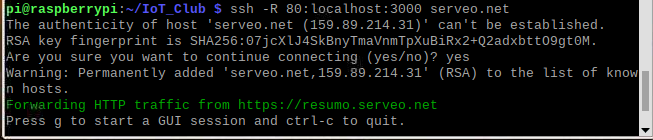 pi@raspberrypi:~/IoT_Club $ ssh -R 80:localhost:3000 serveo.net
The authenticity of host 'serveo.net (159.89.214.31)' can't be established.
RSA key fingerprint is SHA256:07jcXlJ4SkBnyTmaVnmTpXuBiRx2+Q2adxbttO9gt0M.
Are you sure you want to continue connecting (yes/no)? yes
Warning: Permanently added 'serveo.net,159.89.214.31' (RSA) to the list of know
n hosts.
Forwarding HTTP traffic from https://resumo.serveo.net
Press g to start a GUI session and ctrl-c to quit.